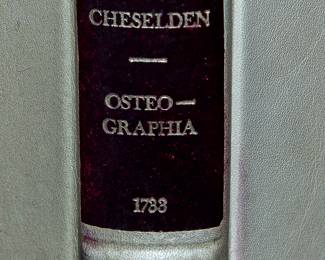 CHESELDEN
OSTEO—
GRAPHIA
1733